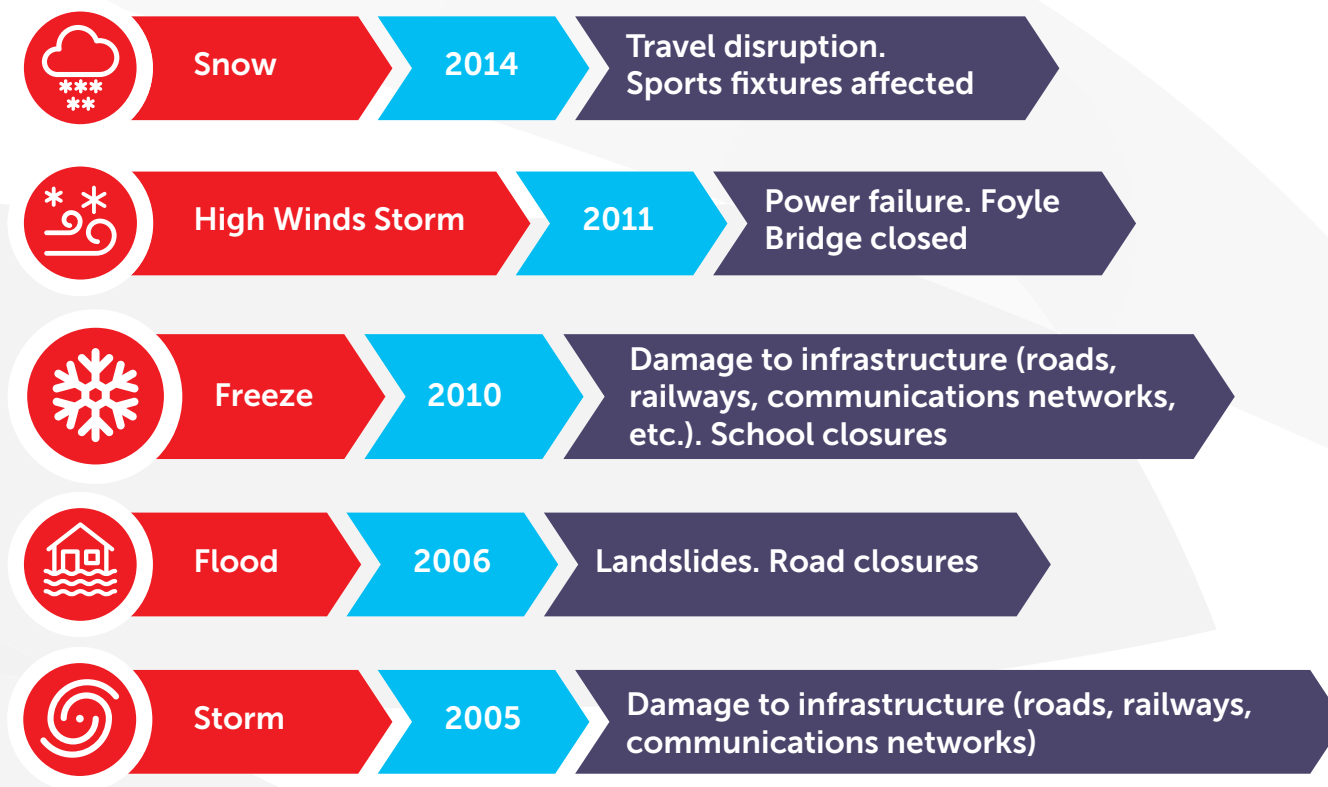 Snow
2014
Travel disruption.
Sports fixtures affected
High Winds Storm
2011
Power failure. Foyle
Bridge closed
Freeze
2010
Damage to infrastructure (roads,
railways, communications networks,
etc.). School closures
Flood
2006
Landslides. Road closures
Storm
2005
Damage to infrastructure (roads, railways,
communications networks)